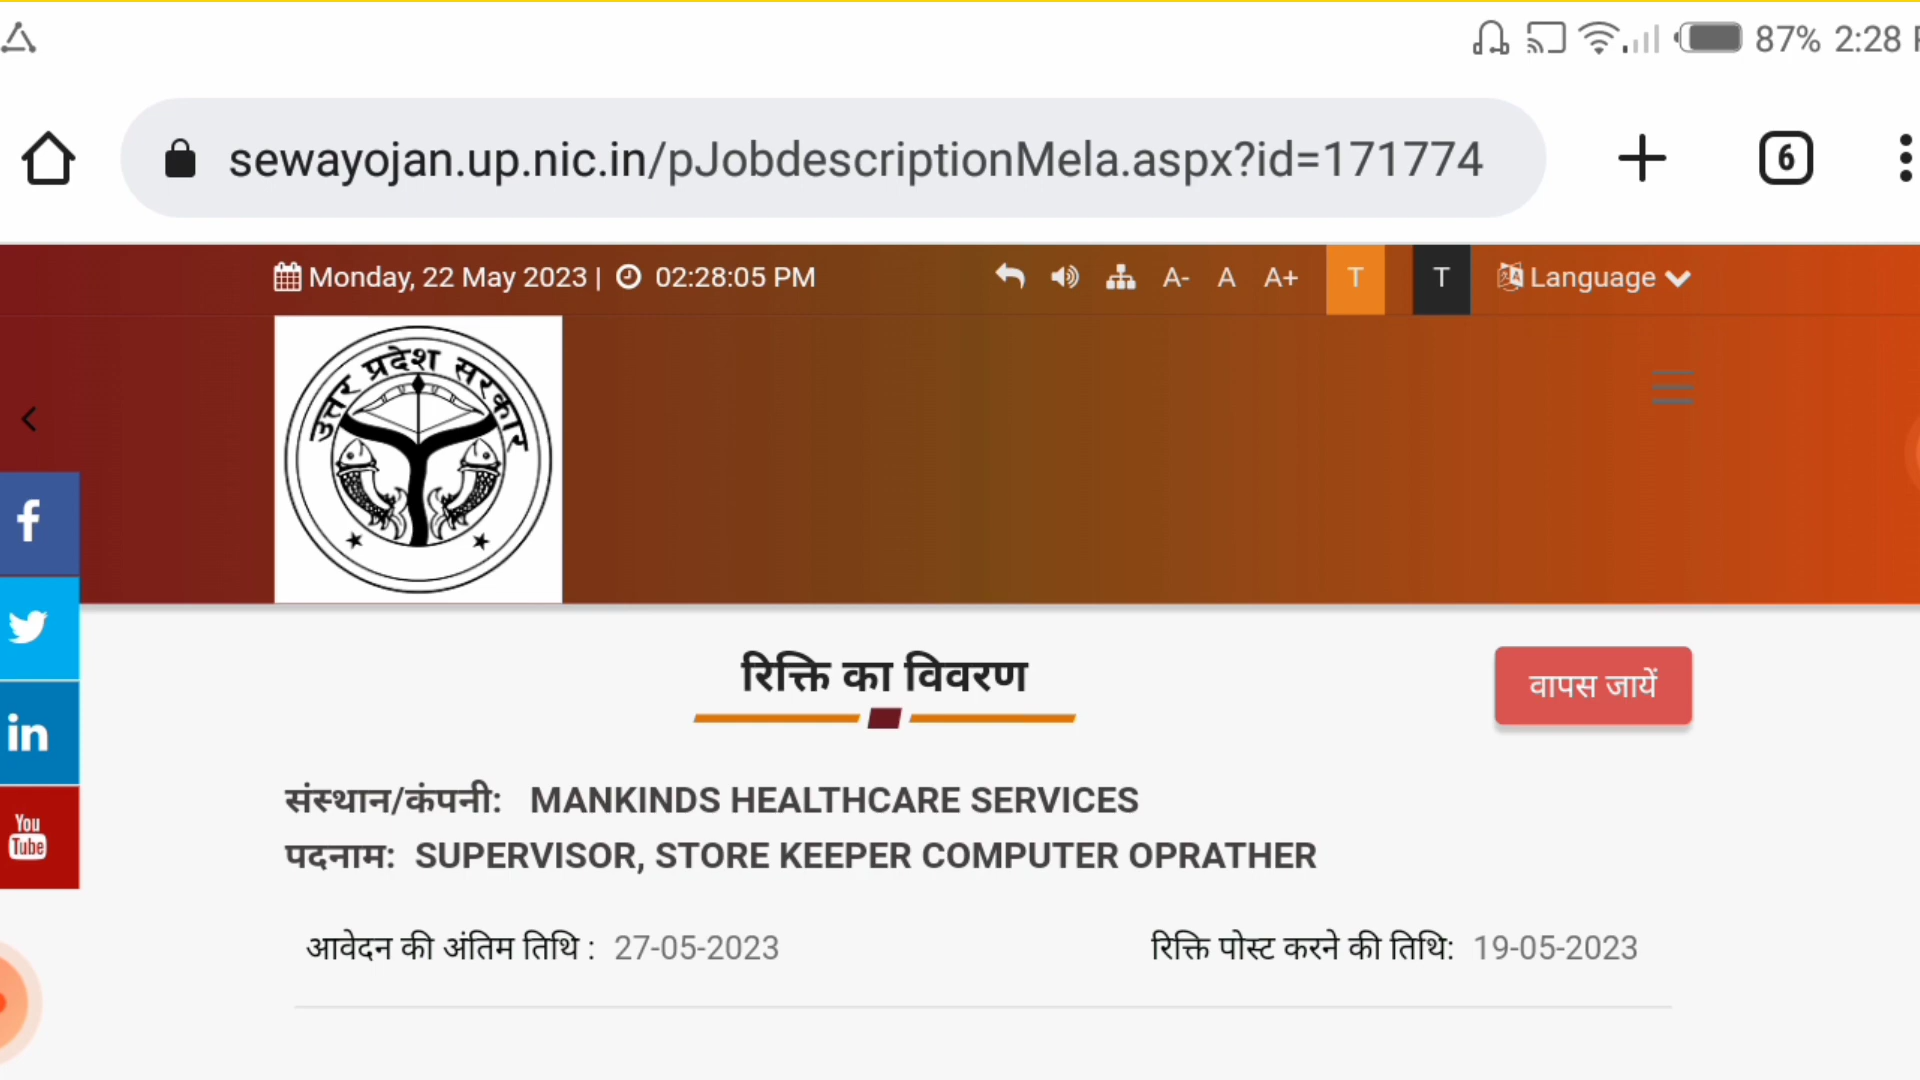 87% 2:28
sewayojan.up.nic.in/pJobdescriptionMela.aspx?id=171774
6
Monday, 22 May 2023 | 02:28:05 PM
A- A A+ T T Language
उत्तर प्रदेश सरकार
f
in
You
Tube
रिक्ति का विवरण
वापस जायें
संस्थान/कंपनी: MANKINDS HEALTHCARE SERVICES
पदनाम: SUPERVISOR, STORE KEEPER COMPUTER OPRATHER
आवेदन की अंतिम तिथि : 27-05-2023 रिक्ति पोस्ट करने की तिथि: 19-05-2023